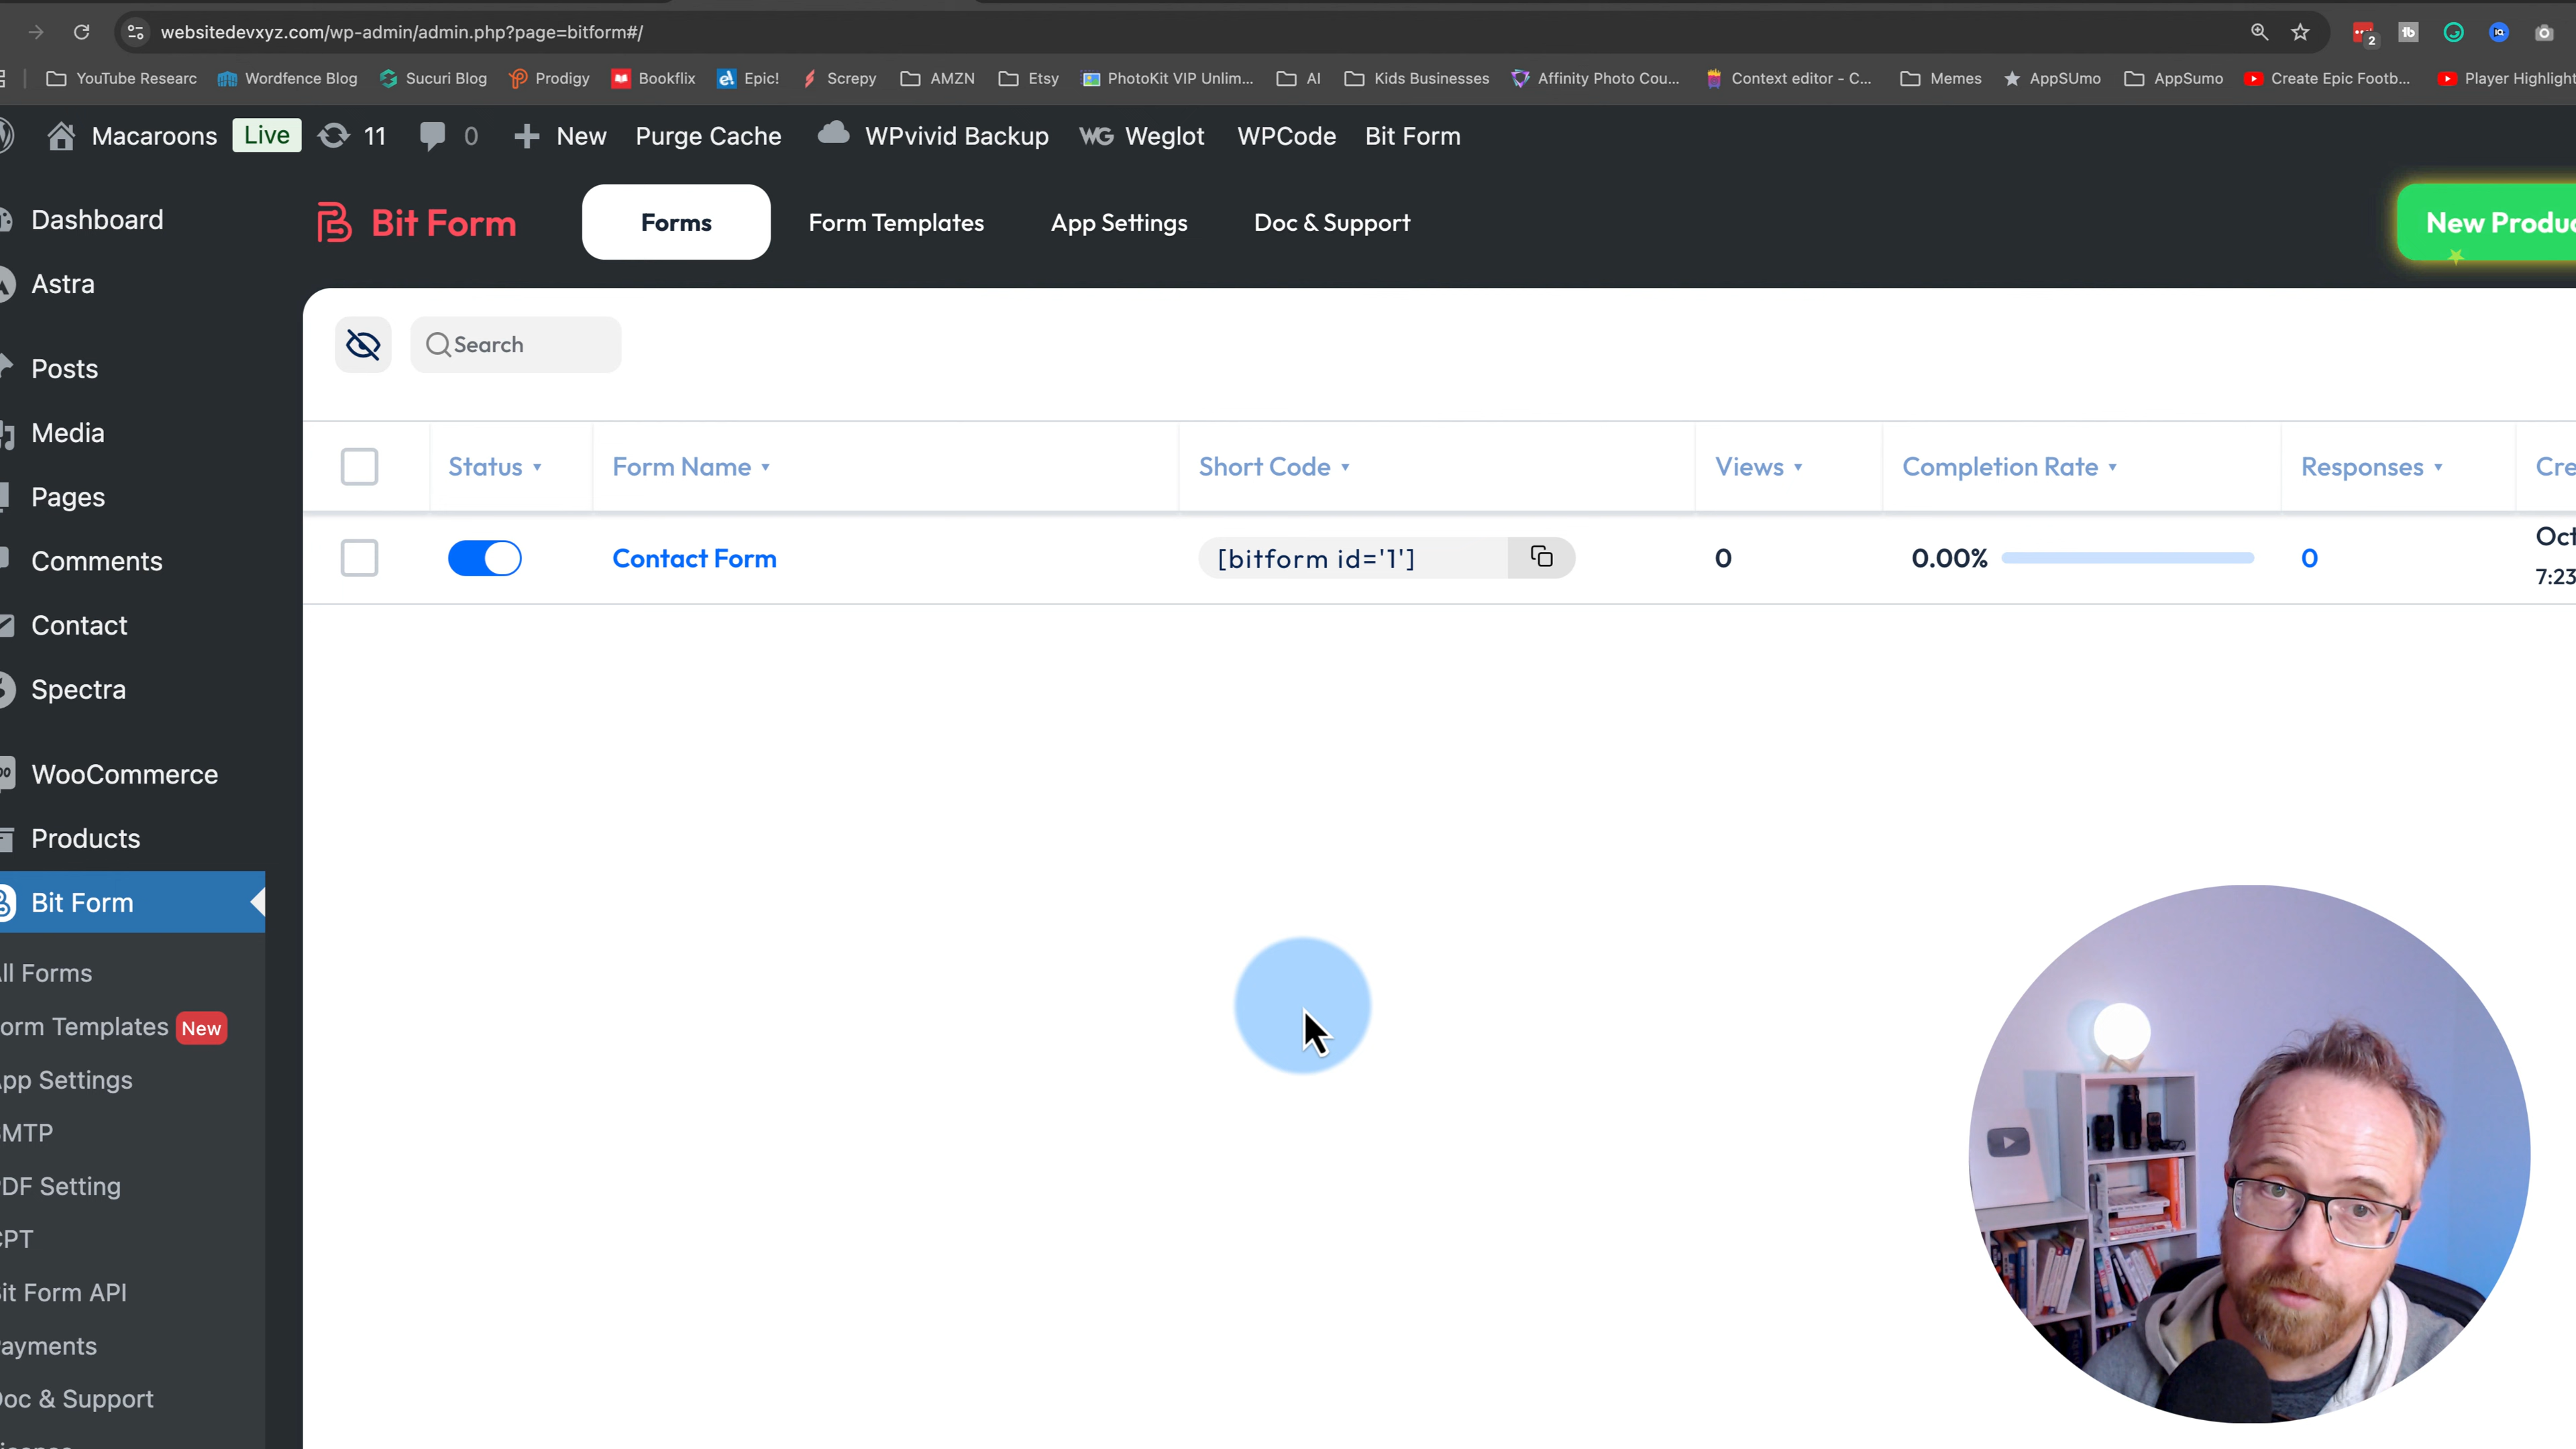 websitedevxyz.com/wp-admin/admin.php?page=bitform#/
2
YouTube Researc Wordfence Blog Sucuri Blog Prodigy Bookflix Epic! Screpy AMZN Etsy PhotoKit VIP Unlim... AI Kids Businesses Affinity Photo Cou... Context editor - C... Memes AppSUmo AppSumo Create Epic Footb... Player Highlight
Macaroons Live 11 0 New Purge Cache WPvivid Backup Weglot WPCode Bit Form
Bit Form Forms Form Templates App Settings Doc & Support New Produc
Search
Status Form Name Short Code Views Completion Rate Responses Cre
Contact Form [bitform id='1'] 0 0.00% 0 Oct
7:23
Dashboard
Astra
Posts
Media
Pages
Comments
Contact
Spectra
WooCommerce
Products
Bit Form
ll Forms
orm Templates New
pp Settings
MTP
DF Setting
CPT
it Form API
ayments
Doc & Support